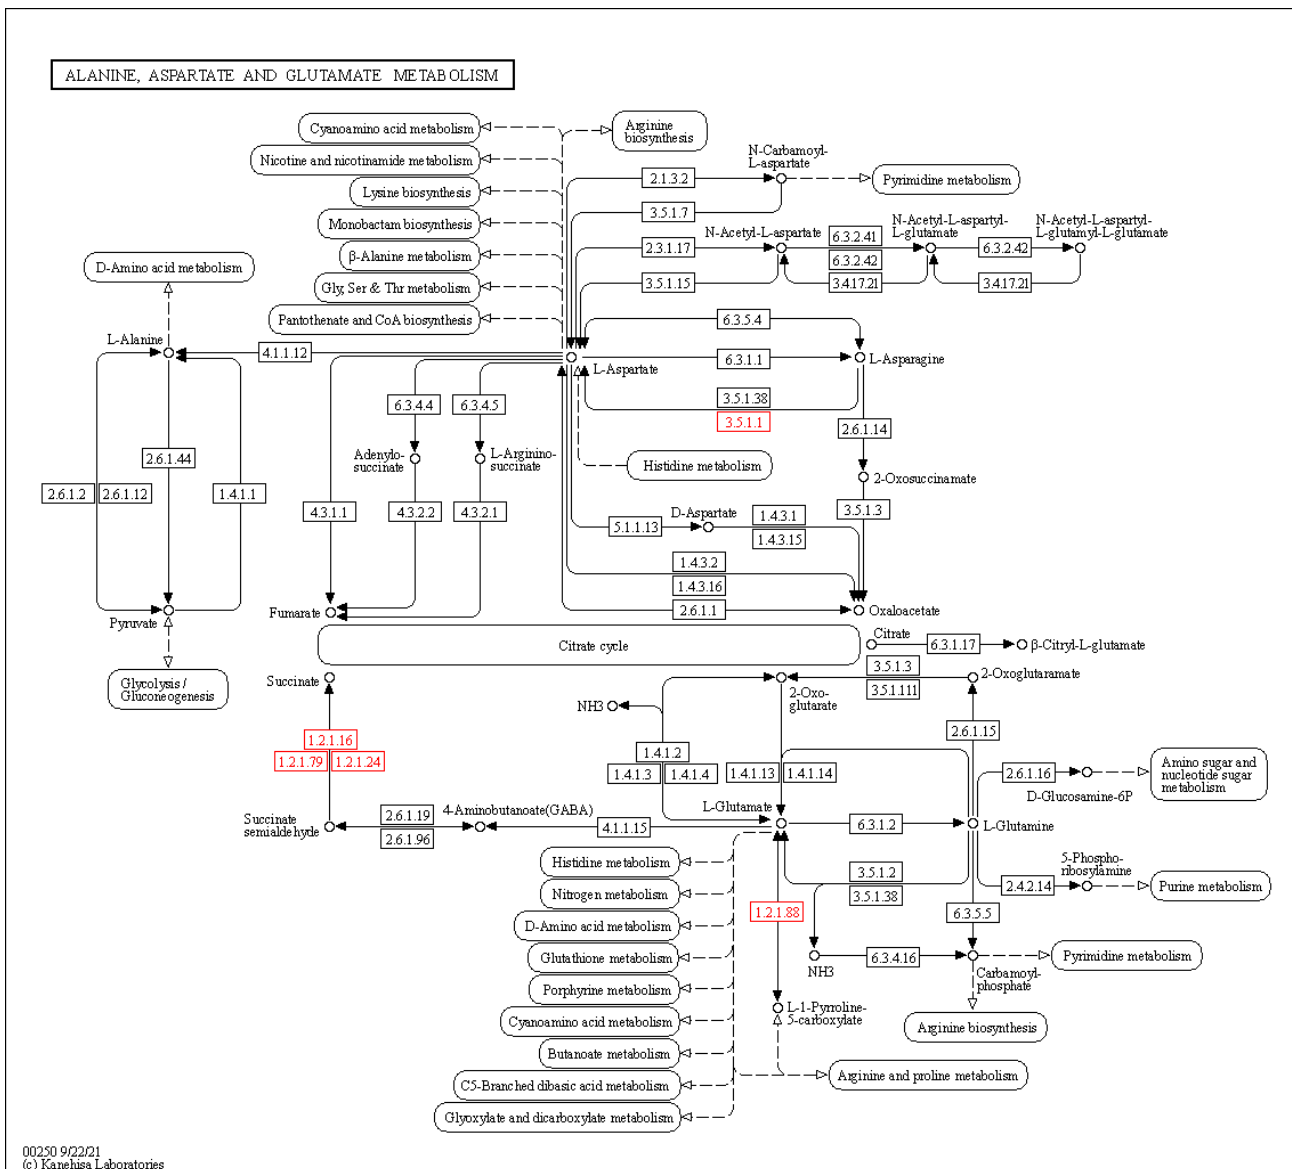 ALANINE, ASPARTATE AND GLUTAMATE METABOLISM
Cyanoamino acid metabolism
Arginine
biosynthesis
Nicotine and nicotinamide metabolism
N-Carbamoyl-
L-aspartate
2.1.3.2
Pyrimidine metabolism
Lysine biosynthesis
3.5.1.7
Monobactam biosynthesis
N-Acetyl-L-aspartate
6.3.2.41
N-Acetyl-L-aspartyl-
L-glutamate
N-Acetyl-L-aspartyl-
L-glutamyl-L-glutamate
2.3.1.17
6.3.2.42
6.3.2.42
β-Alanine metabolism
D-Amino acid metabolism
3.5.1.15
3.4.17.21
3.4.17.21
Gly, Ser & Thr metabolism
Pantothenate and CoA biosynthesis
6.3.5.4
L-Alanine
4.1.1.12
L-Aspartate
6.3.1.1
L-Asparagine
6.3.4.4
6.3.4.5
3.5.1.38
3.5.1.1
2.6.1.14
2.6.1.44
Adenylo-
succinate
L-Arginino-
succinate
Histidine metabolism
2-Oxosuccinamate
2.6.1.2
2.6.1.12
1.4.1.1
4.3.1.1
4.3.2.2
4.3.2.1
D-Aspartate
5.1.1.13
1.4.3.1
1.4.3.15
3.5.1.3
1.4.3.2
1.4.3.16
2.6.1.1
Pyruvate
Fumarate
Oxaloacetate
Citrate cycle
Citrate
6.3.1.17
β-Citryl-L-glutamate
Glycolysis /
Gluconeogenesis
Succinate
3.5.1.3
3.5.1.111
2-Oxoglutaramate
NH3
2-Oxo-
glutarate
1.2.1.16
1.2.1.79
1.2.1.24
1.4.1.2
1.4.1.3
1.4.1.4
1.4.1.13
1.4.1.14
2.6.1.15
2.6.1.16
D-Glucosamine-6P
Amino sugar and
nucleotide sugar
metabolism
Succinate
semialdehyde
2.6.1.19
2.6.1.96
4-Aminobutanoate(GABA)
4.1.1.15
L-Glutamate
6.3.1.2
L-Glutamine
Histidine metabolism
3.5.1.2
3.5.1.38
5-Phospho-
ribosylamine
2.4.2.14
Purine metabolism
Nitrogen metabolism
1.2.1.88
6.3.5.5
D-Amino acid metabolism
Glutathione metabolism
NH3
6.3.4.16
Carbamoyl-
phosphate
Pyrimidine metabolism
Porphyrine metabolism
L-1-Pyrroline-
5-carboxylate
Cyanoamino acid metabolism
Arginine biosynthesis
Butanoate metabolism
C5-Branched dibasic acid metabolism
Arginine and proline metabolism
Glyoxylate and dicarboxylate metabolism
00250 9/22/21
(c) Kanehisa Laboratories